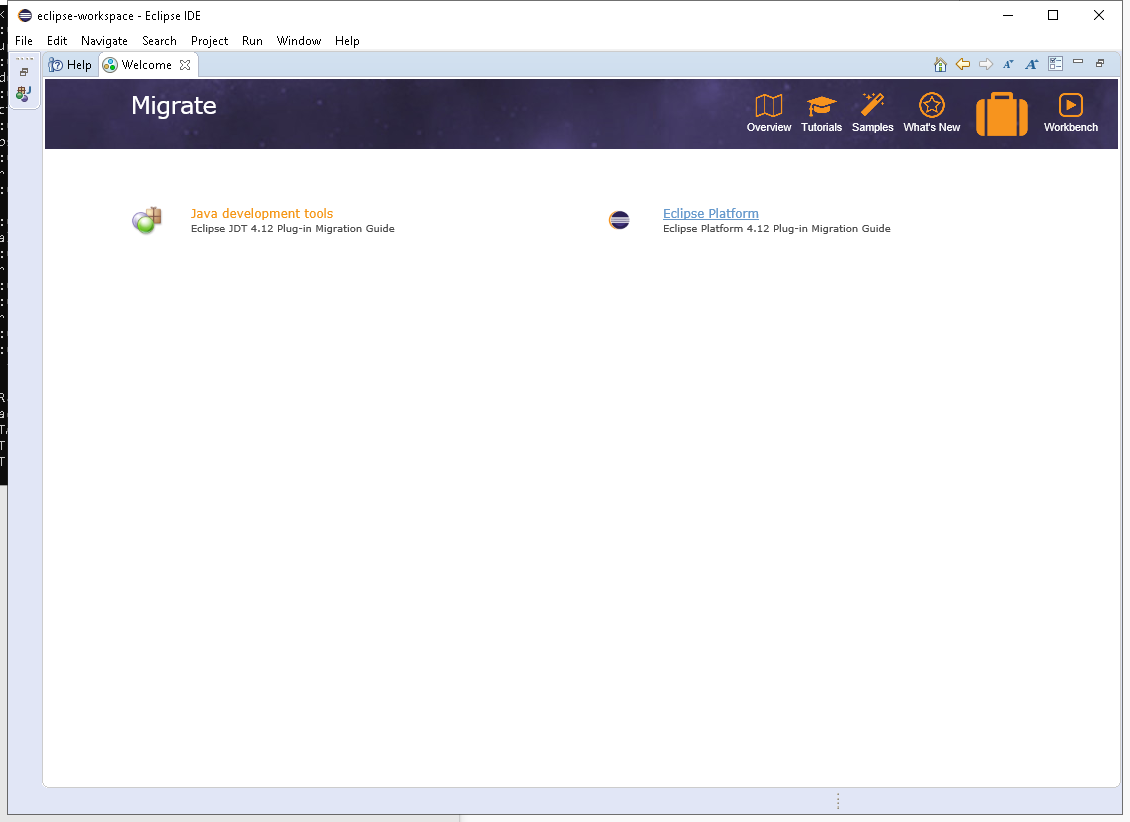 eclipse-workspace - Eclipse IDE
File Edit Navigate Search Project Run Window Help
Help Welcome
Migrate
Overview Tutorials Samples What's New Workbench
Java development tools
Eclipse JDT 4.12 Plug-in Migration Guide
Eclipse Platform
Eclipse Platform 4.12 Plug-in Migration Guide